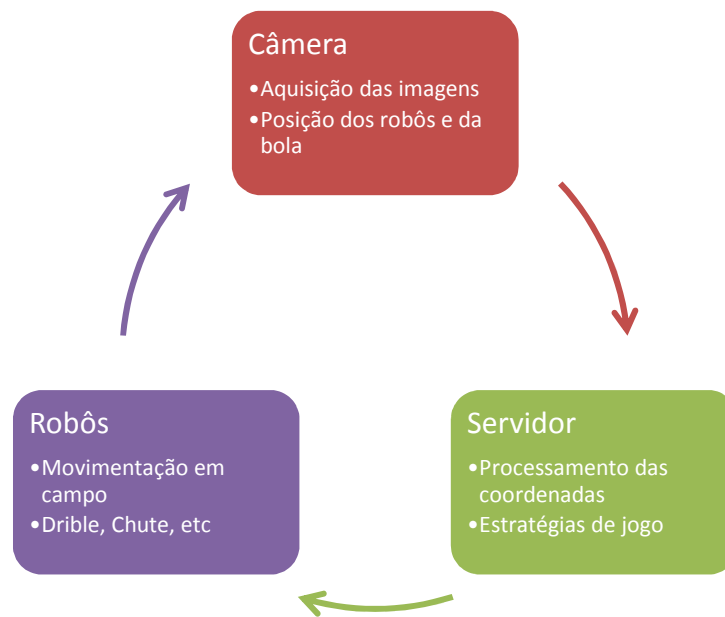 Câmera
•Aquisição das imagens
•Posição dos robôs e da
bola
Robôs
•Movimentação em
campo
•Drible, Chute, etc
Servidor
•Processamento das
coordenadas
•Estratégias de jogo